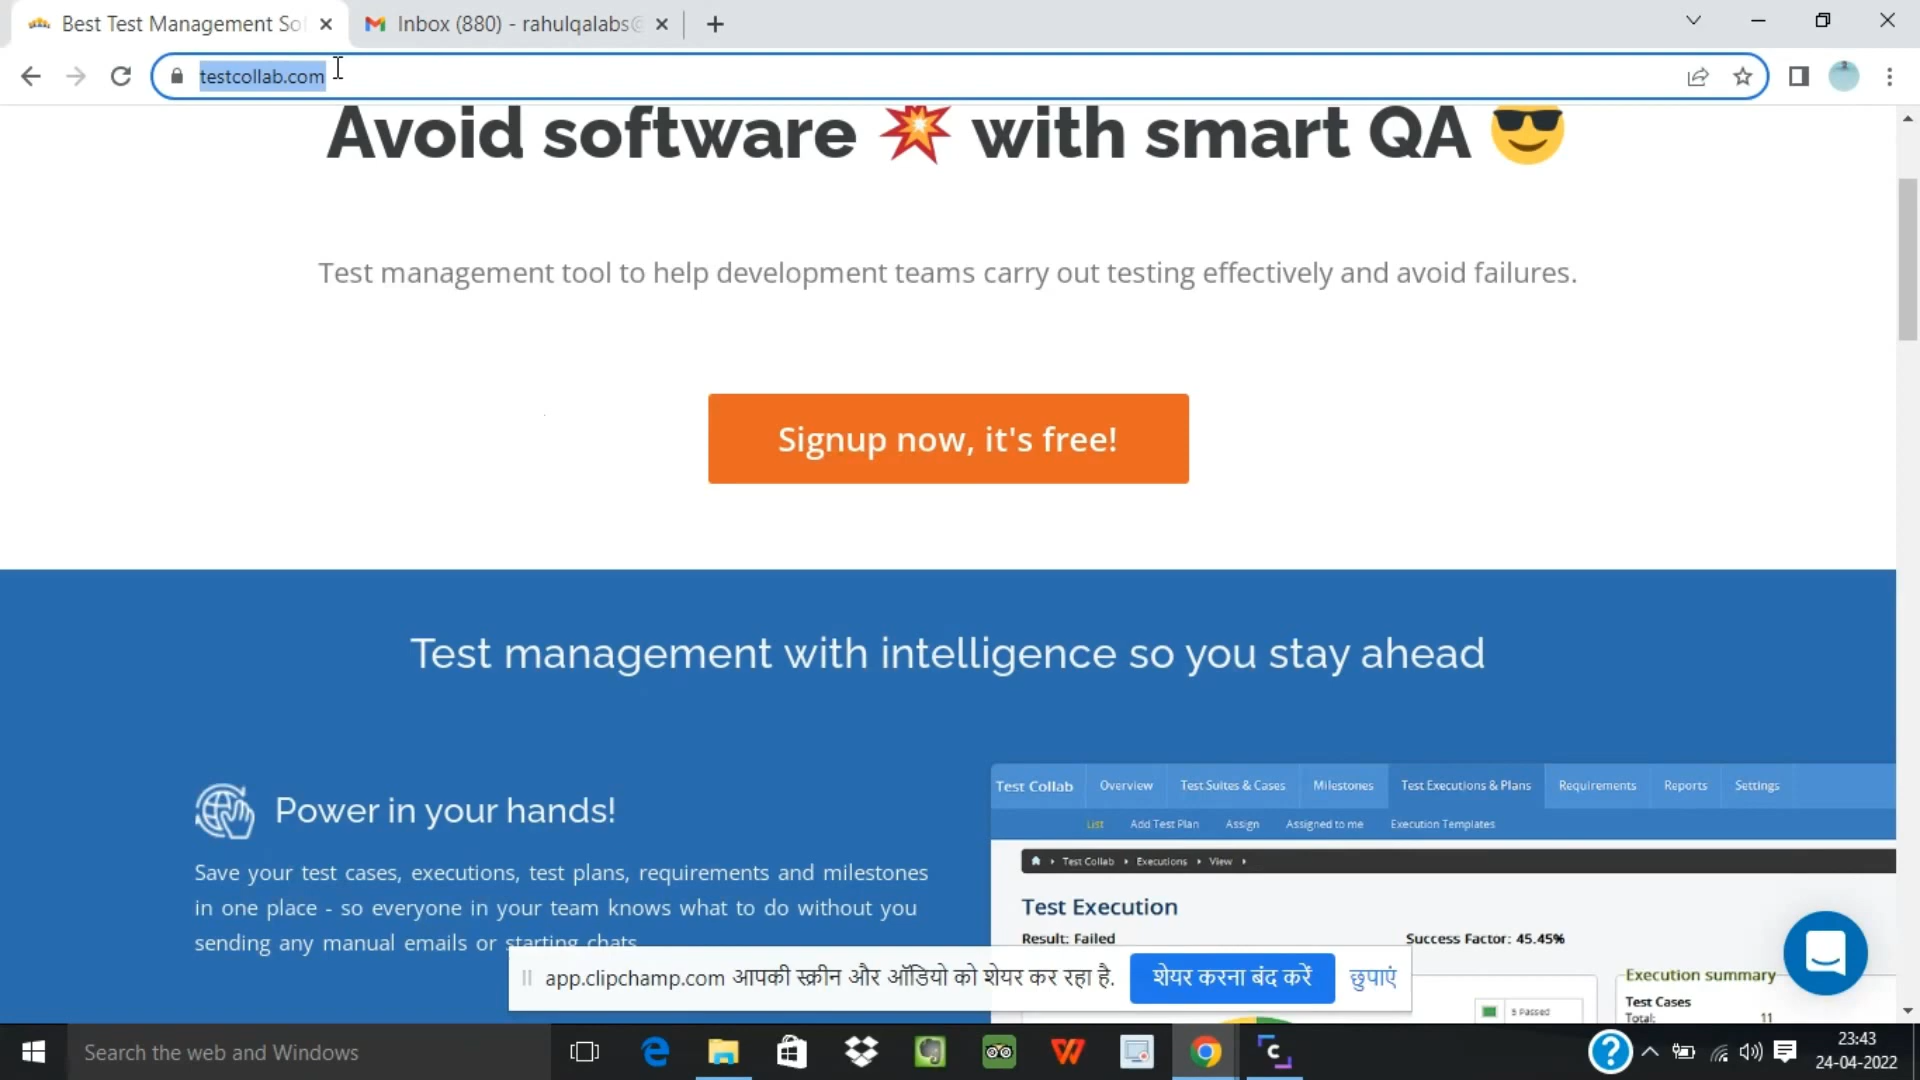 Best Test Management So
Inbox (880) - rahulqalabs@
testcollab.com
Avoid software 💥 with smart QA 😎
Test management tool to help development teams carry out testing effectively and avoid failures.
Signup now, it's free!
Test management with intelligence so you stay ahead
Power in your hands!
Save your test cases, executions, test plans, requirements and milestones
in one place - so everyone in your team knows what to do without you
sending any manual emails or starting chats
Test Collab Overview Test Suites & Cases Milestones Test Executions & Plans Requirements Reports Settings
List Add Test Plan Assign Assigned to me Execution Templates
Test Collab Executions View
Test Execution
Result: Failed Success Factor: 45.45%
Execution summary
Test Cases
Total: 11
5 Passed
app.clipchamp.com आपकी स्क्रीन और ऑडियो को शेयर कर रहा है. शेयर करना बंद करें छुपाएं
Search the web and Windows
23:43
24-04-2022